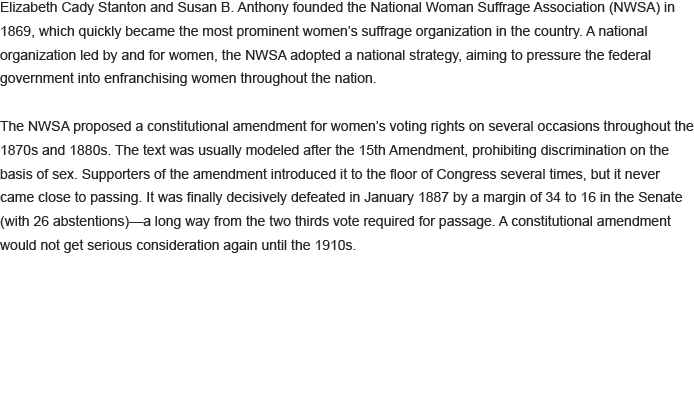 Elizabeth Cady Stanton and Susan B. Anthony founded the National Woman Suffrage Association (NWSA) in
1869, which quickly became the most prominent women’s suffrage organization in the country. A national
organization led by and for women, the NWSA adopted a national strategy, aiming to pressure the federal
government into enfranchising women throughout the nation.
The NWSA proposed a constitutional amendment for women’s voting rights on several occasions throughout the
1870s and 1880s. The text was usually modeled after the 15th Amendment, prohibiting discrimination on the
basis of sex. Supporters of the amendment introduced it to the floor of Congress several times, but it never
came close to passing. It was finally decisively defeated in January 1887 by a margin of 34 to 16 in the Senate
(with 26 abstentions)—a long way from the two thirds vote required for passage. A constitutional amendment
would not get serious consideration again until the 1910s.